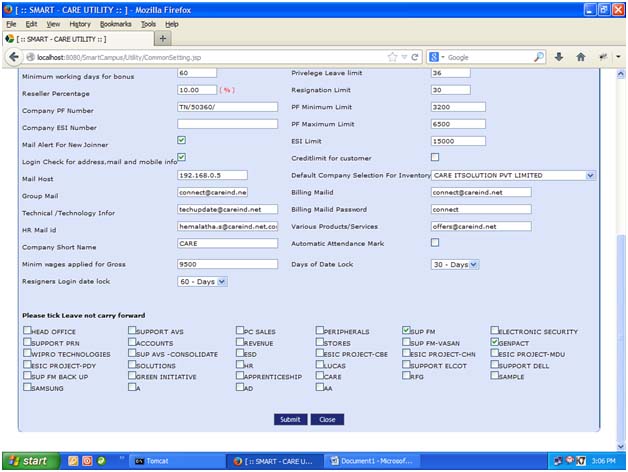 [ :: SMART - CARE UTILITY :: ] - Mozilla Firefox
File Edit View History Bookmarks Tools Help
[ :: SMART - CARE UTILITY :: ]
localhost:8080/SmartCampus/Utility/CommonSetting.jsp Google
Minimum working days for bonus 60 Privelege Leave limit 36
Reseller Percentage 10.00 ( % ) Resignation Limit 30
Company PF Number TN/50360/ PF Minimum Limit 3200
Company ESI Number PF Maximum Limit 6500
Mail Alert For New Joinner ESI Limit 15000
Login Check for address,mail and mobile info Creditlimit for customer
Mail Host 192.168.0.5 Default Company Selection For Inventory CARE ITSOLUTION PVT LIMITED
Group Mail connect@careind.ne Billing Mailid connect@careind.net
Technical /Technology Infor techupdate@careind.net Billing Mailid Password connect
HR Mail id hemalatha.s@careind.net.co Various Products/Services offers@careind.net
Company Short Name CARE Automatic Attendance Mark
Minim wages applied for Gross 9500 Days of Date Lock 30 - Days
Resigners Login date lock 60 - Days
Please tick Leave not carry forward
HEAD OFFICE SUPPORT AVS PC SALES PERIPHERALS SUP FM ELECTRONIC SECURITY
SUPPORT PRN ACCOUNTS REVENUE STORES SUP FM-VASAN GENPACT
WIPRO TECHNOLOGIES SUP AVS -CONSOLIDATE ESD ESIC PROJECT-CBE ESIC PROJECT-CHN ESIC PROJECT-MDU
ESIC PROJECT-PDY SOLUTIONS HR LUCAS SUPPORT ELCOT SUPPORT DELL
SUP FM BACK UP GREEN INITIATIVE APPRENTICESHIP CARE RFG SAMPLE
SAMSUNG A AD AA
Submit Close
start Tomcat [ :: SMART - CARE U... Document1 - Microsof... 3:06 PM